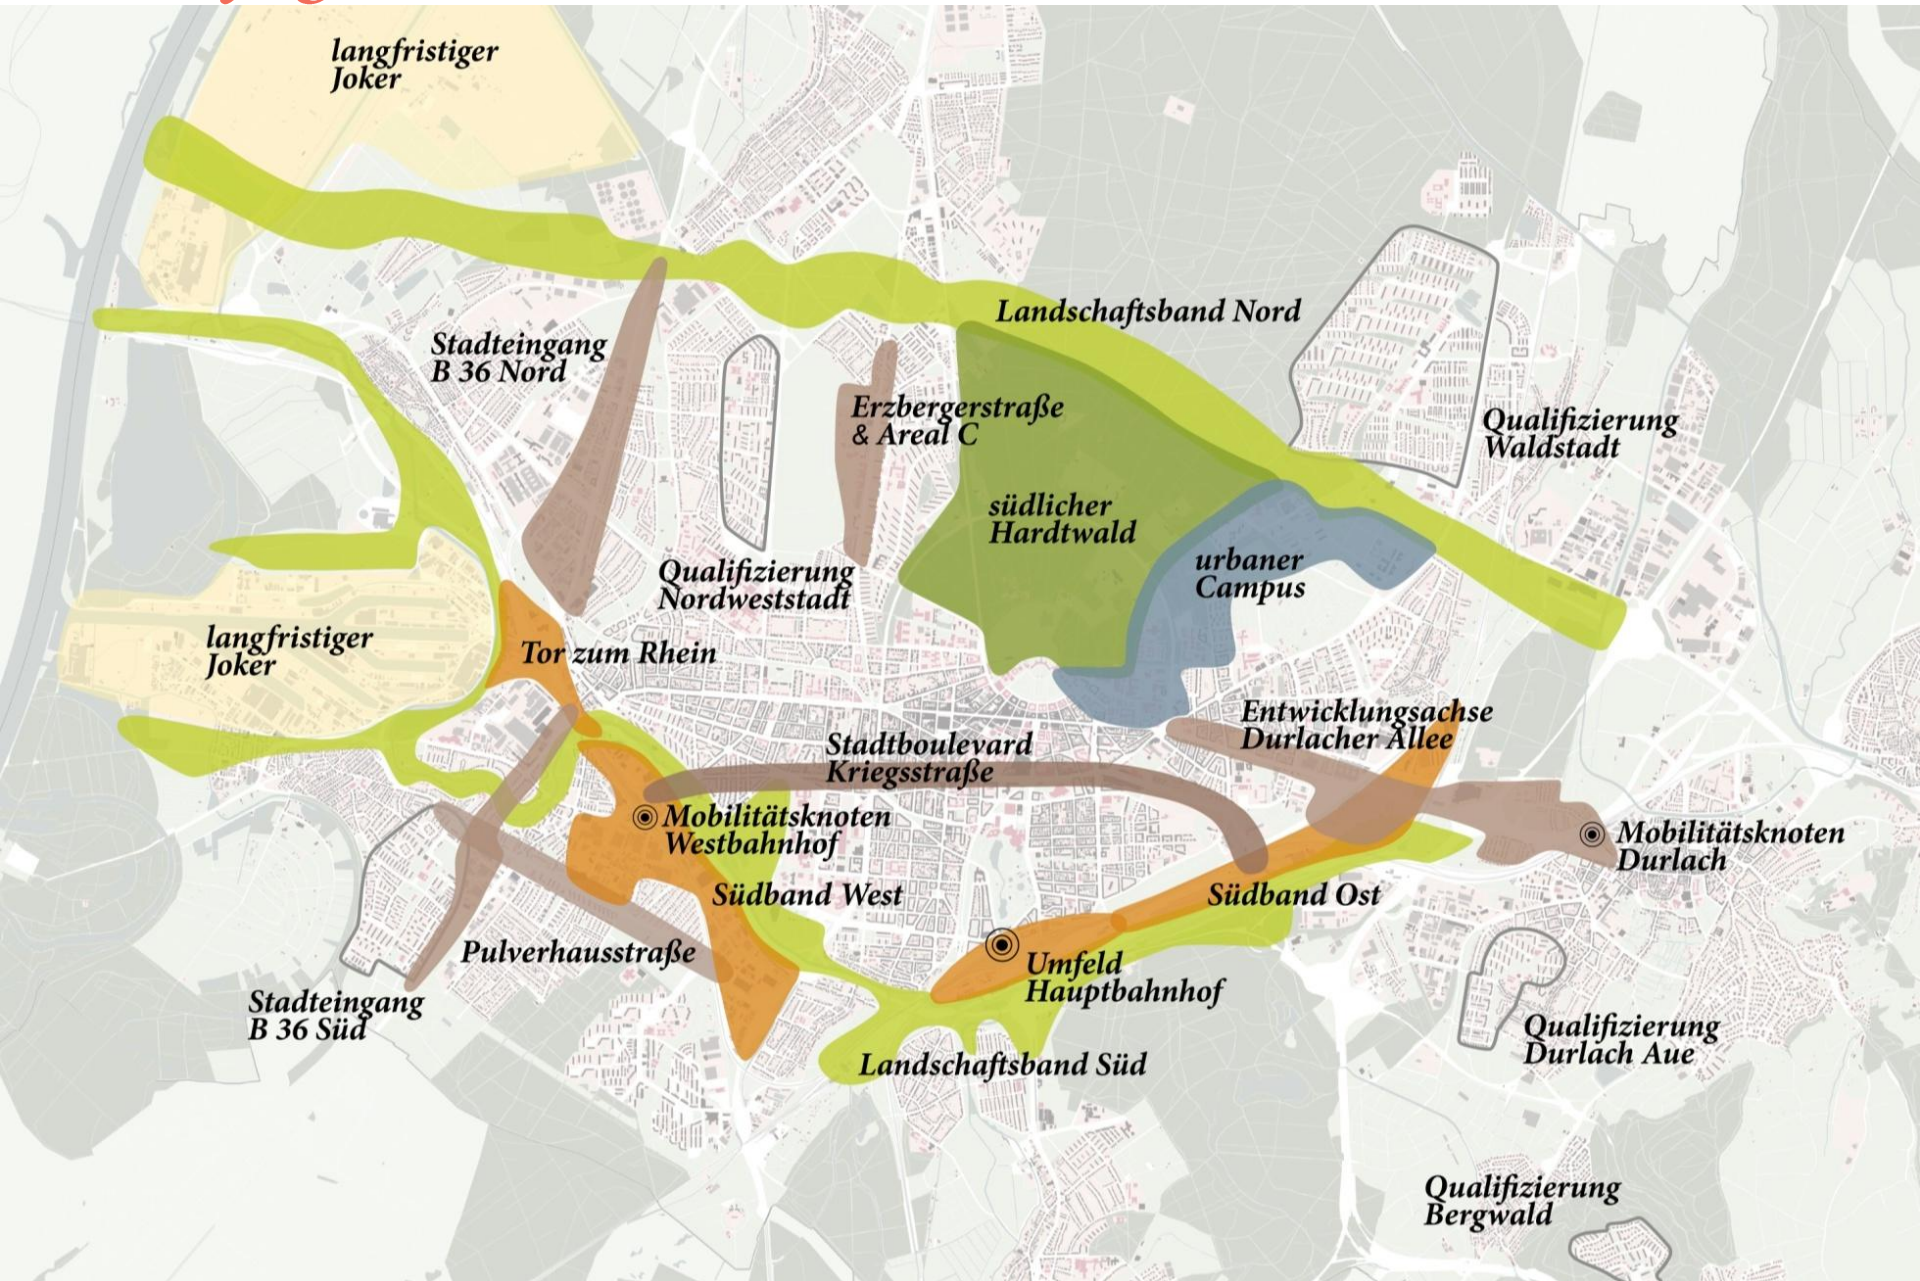 langfristiger
Joker
Landschaftsband Nord
Stadteingang
B 36 Nord
Erzbergerstraße
& Areal C
Qualifizierung
Waldstadt
südlicher
Hardtwald
urbaner
Campus
Qualifizierung
Nordweststadt
langfristiger
Joker
Tor zum Rhein
Entwicklungsachse
Durlacher Allee
Stadtboulevard
Kriegsstraße
Mobilitätsknoten
Westbahnhof
Mobilitätsknoten
Durlach
Südband West
Südband Ost
Pulverhausstraße
Umfeld
Hauptbahnhof
Stadteingang
B 36 Süd
Qualifizierung
Durlach Aue
Landschaftsband Süd
Qualifizierung
Bergwald